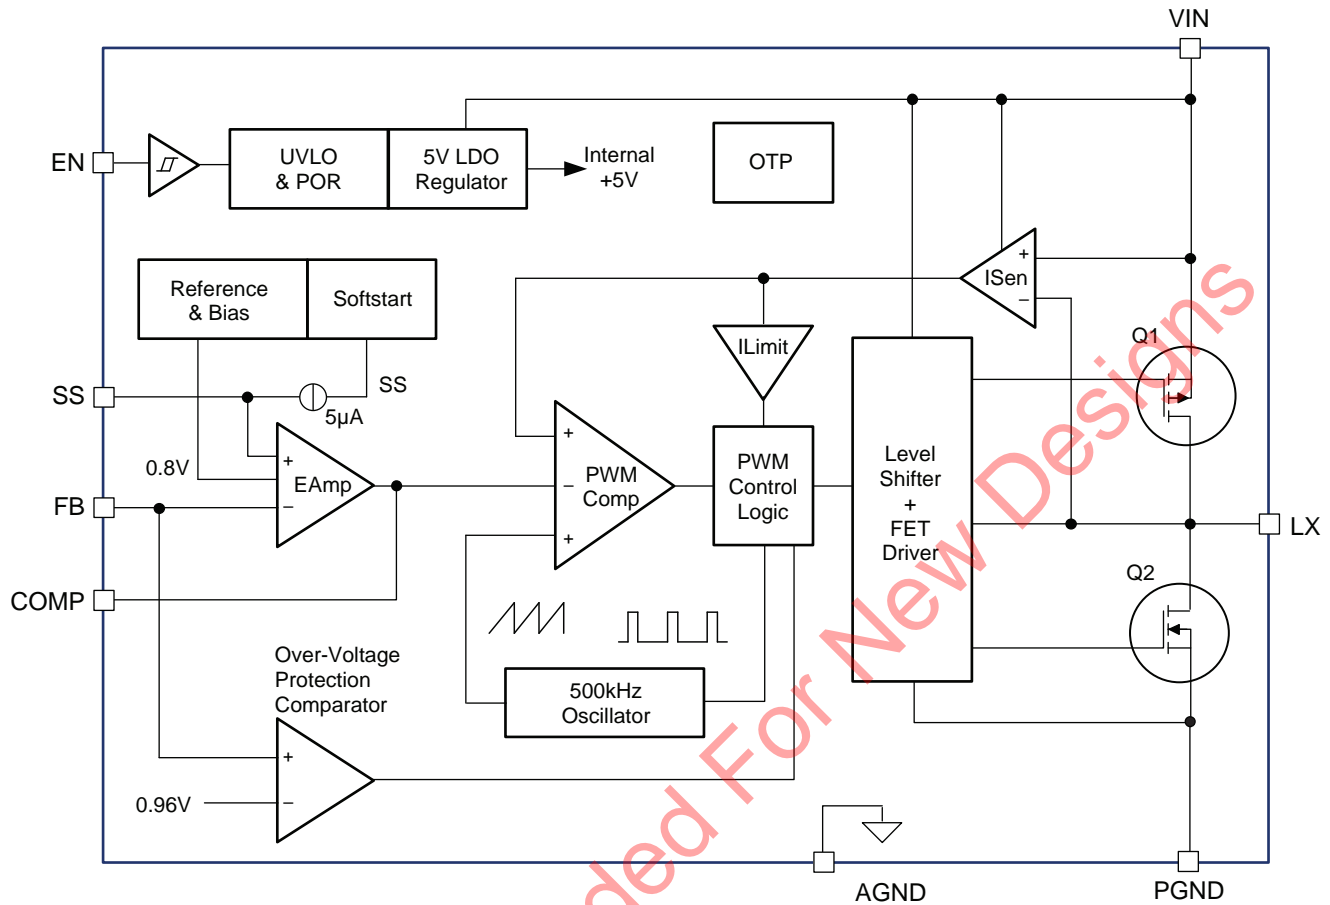 VIN
EN
UVLO
& POR
5V LDO
Regulator
Internal
+5V
OTP
Reference
& Bias
Softstart
+
ISen
−
ILimit
Q1
SS
SS
5µA
0.8V
+
EAmp
−
FB
+
PWM
Comp
−
+
PWM
Control
Logic
Level
Shifter
+
FET
Driver
LX
Q2
COMP
Over-Voltage
Protection
Comparator
500kHz
Oscillator
+
0.96V
−
AGND
PGND
ded For New Designs